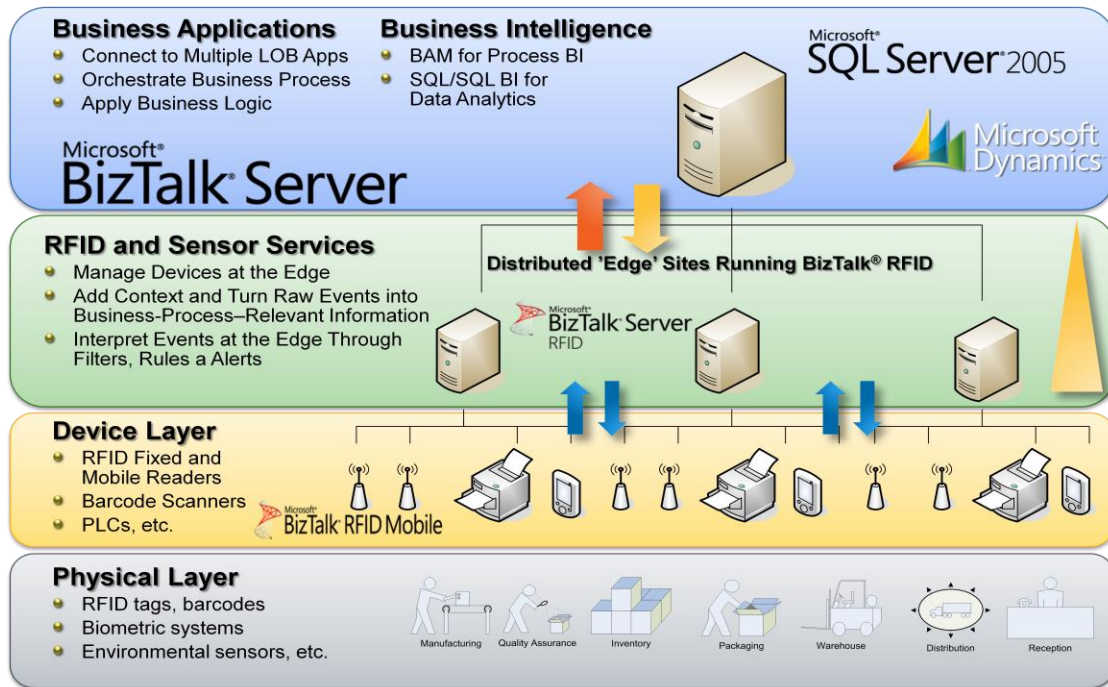 Business Applications
Connect to Multiple LOB Apps
Orchestrate Business Process
Apply Business Logic
Business Intelligence
BAM for Process BI
SQL/SQL BI for
Data Analytics
Microsoft®
SQL Server® 2005
Microsoft
Dynamics™
Microsoft®
BizTalk® Server
RFID and Sensor Services
Manage Devices at the Edge
Add Context and Turn Raw Events into
Business-Process–Relevant Information
Interpret Events at the Edge Through
Filters, Rules a Alerts
Distributed 'Edge' Sites Running BizTalk® RFID
Microsoft®
BizTalk® Server
RFID
Device Layer
RFID Fixed and
Mobile Readers
Barcode Scanners
PLCs, etc.
Microsoft®
BizTalk® RFID Mobile
Physical Layer
RFID tags, barcodes
Biometric systems
Environmental sensors, etc.
Manufacturing
Quality Assurance
Inventory
Packaging
Warehouse
Distribution
Reception